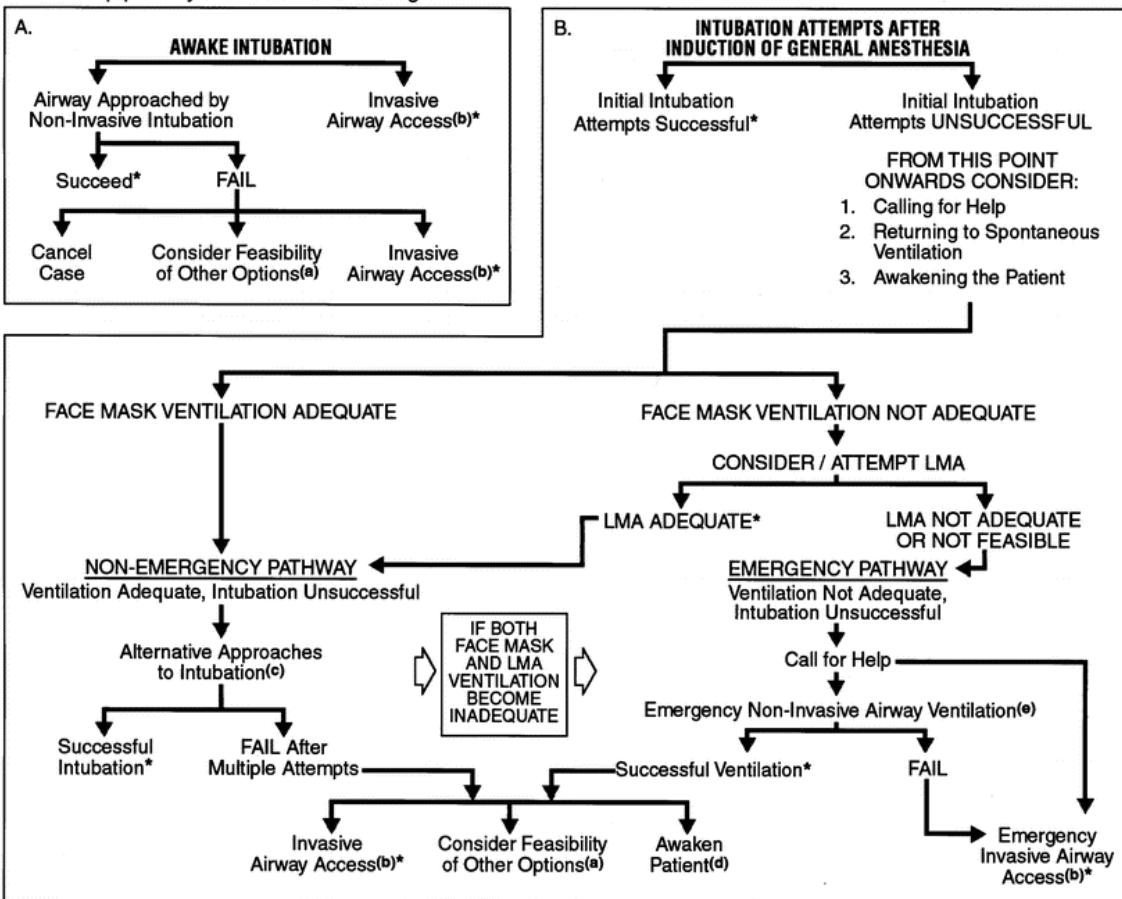 A.
AWAKE INTUBATION
Airway Approached by
Non-Invasive Intubation
Invasive
Airway Access(b)*
Succeed*
FAIL
Cancel
Case
Consider Feasibility
of Other Options(a)
Invasive
Airway Access(b)*
B.
INTUBATION ATTEMPTS AFTER
INDUCTION OF GENERAL ANESTHESIA
Initial Intubation
Attempts Successful*
Initial Intubation
Attempts UNSUCCESSFUL
FROM THIS POINT
ONWARDS CONSIDER:
1. Calling for Help
2. Returning to Spontaneous
Ventilation
3. Awakening the Patient
FACE MASK VENTILATION ADEQUATE
FACE MASK VENTILATION NOT ADEQUATE
CONSIDER / ATTEMPT LMA
LMA ADEQUATE*
LMA NOT ADEQUATE
OR NOT FEASIBLE
NON-EMERGENCY PATHWAY
Ventilation Adequate, Intubation Unsuccessful
EMERGENCY PATHWAY
Ventilation Not Adequate,
Intubation Unsuccessful
Alternative Approaches
to Intubation(c)
IF BOTH
FACE MASK
AND LMA
VENTILATION
BECOME
INADEQUATE
Call for Help
Emergency Non-Invasive Airway Ventilation(e)
Successful
Intubation*
FAIL After
Multiple Attempts
Successful Ventilation*
FAIL
Invasive
Airway Access(b)*
Consider Feasibility
of Other Options(a)
Awaken
Patient(d)
Emergency
Invasive Airway
Access(b)*